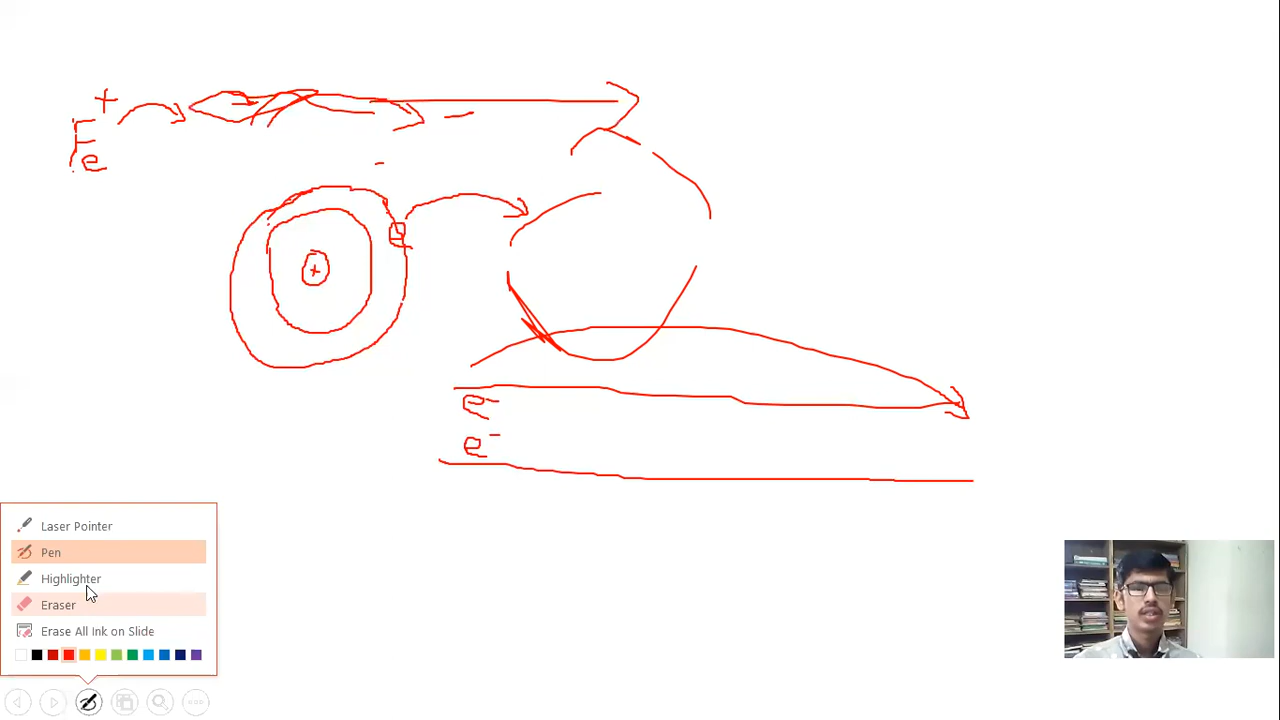 +
Fe
-
-
e
+
e-
e-
Laser Pointer
Pen
Highlighter
Eraser
Erase All Ink on Slide